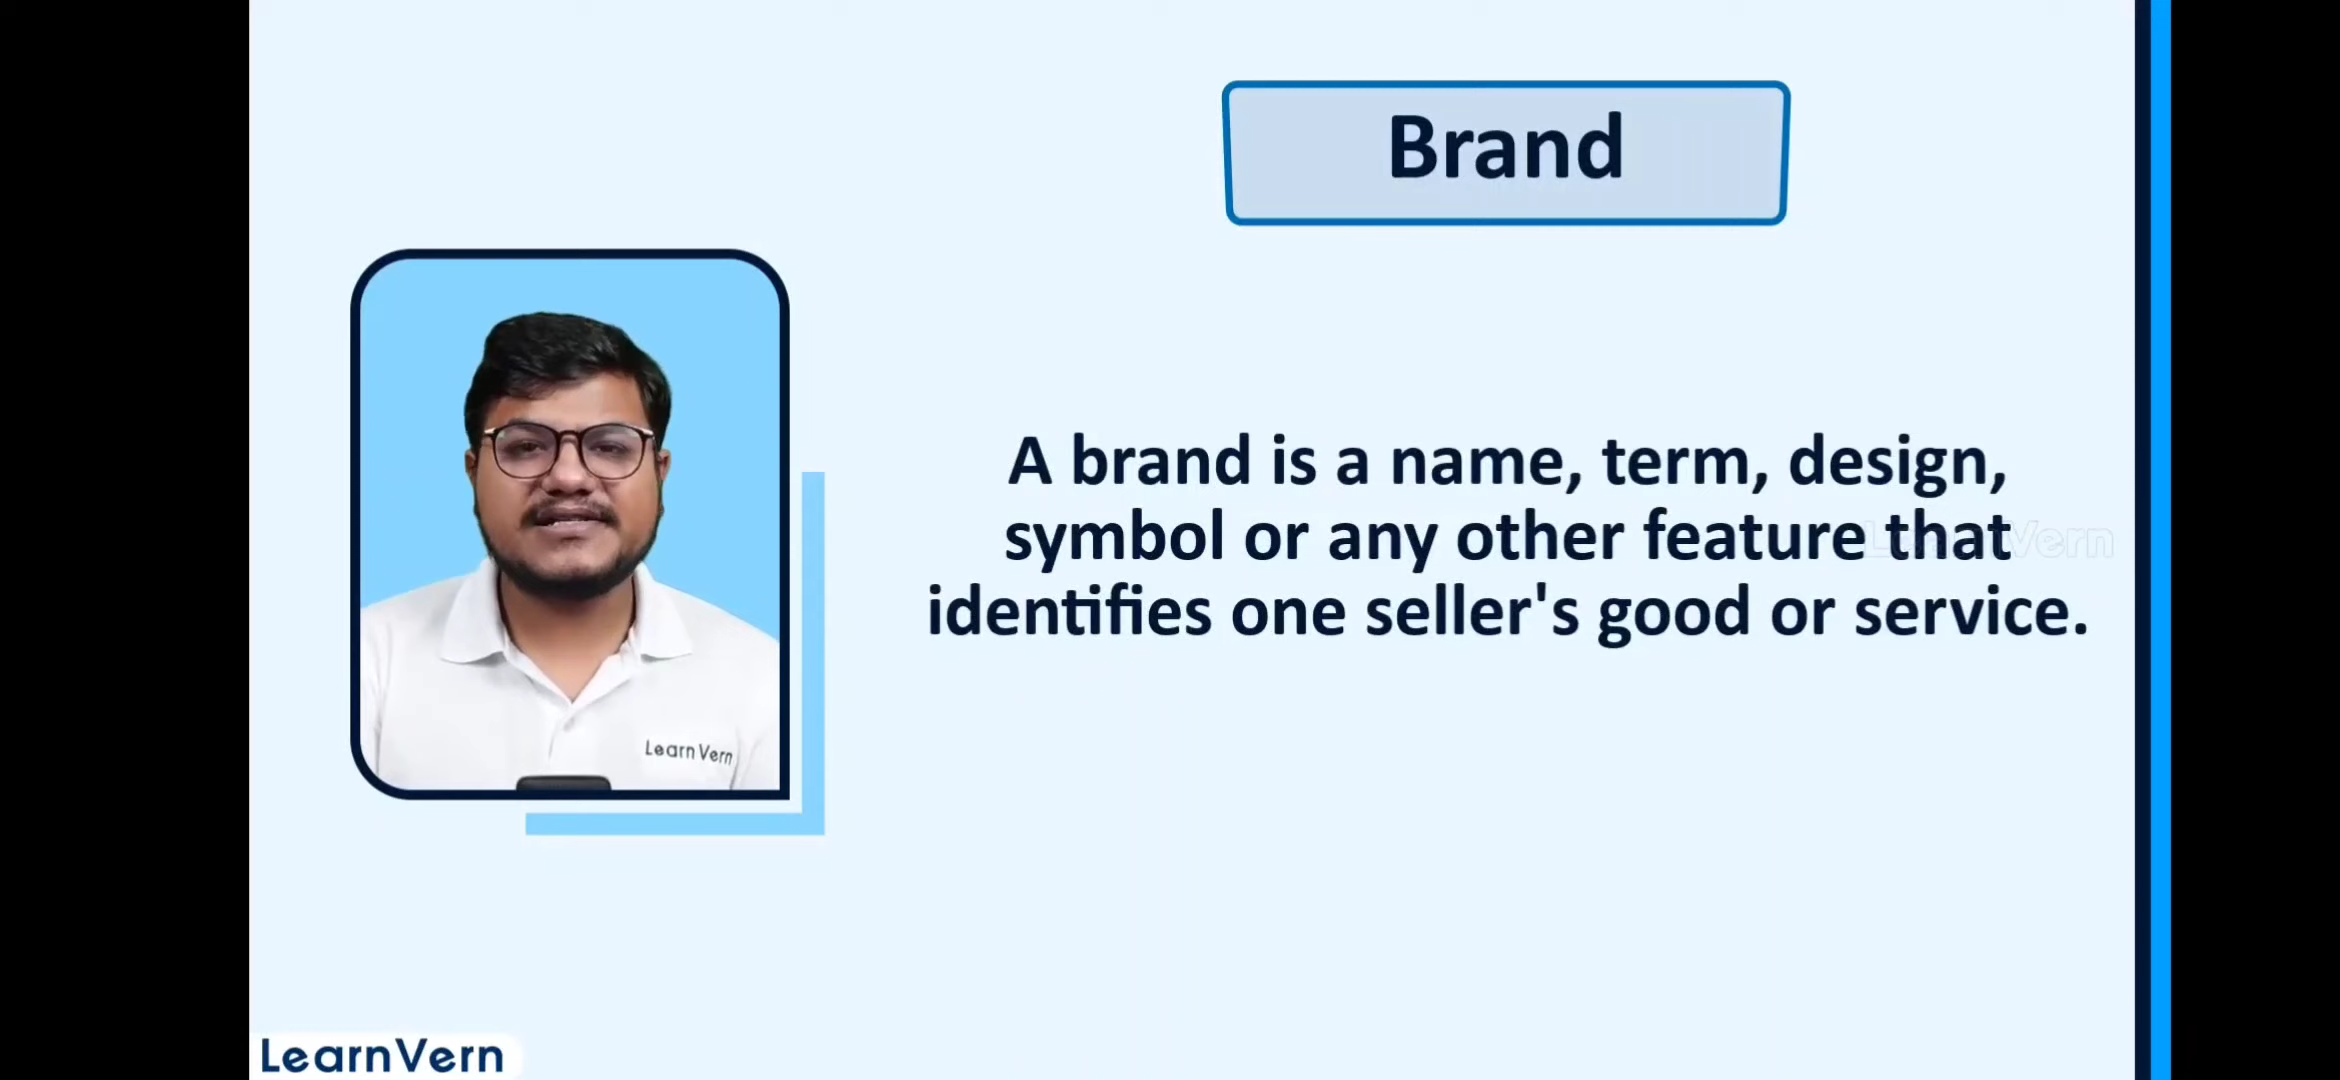 Brand
A brand is a name, term, design,
symbol or any other feature that
identifies one seller's good or service.
LearnVern
Learn Vern
LearnVern